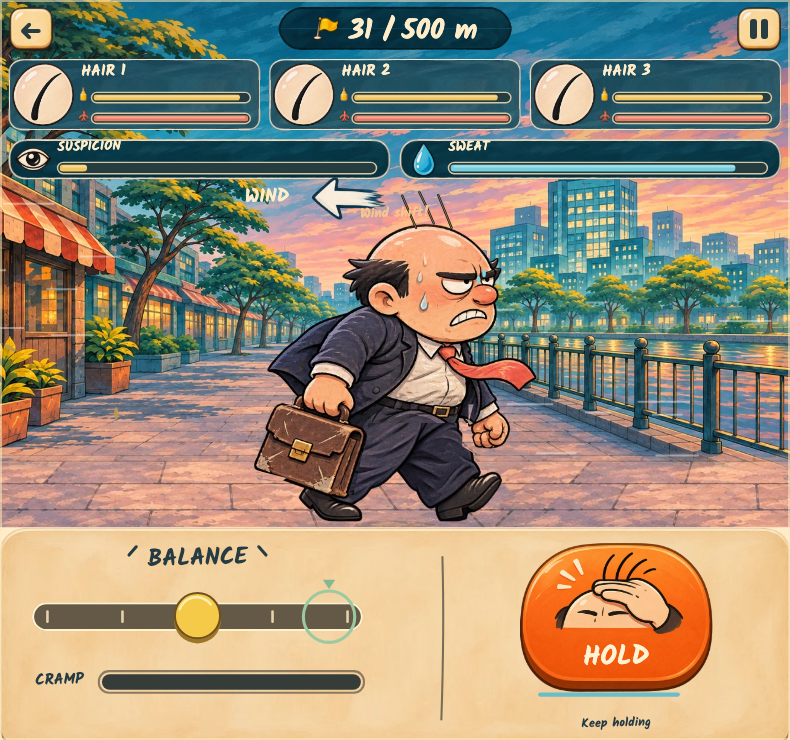 31 / 500 m
HAIR 1
HAIR 2
HAIR 3
SUSPICION
SWEAT
WIND
Wind shift!
BALANCE
HOLD
CRAMP
Keep holding